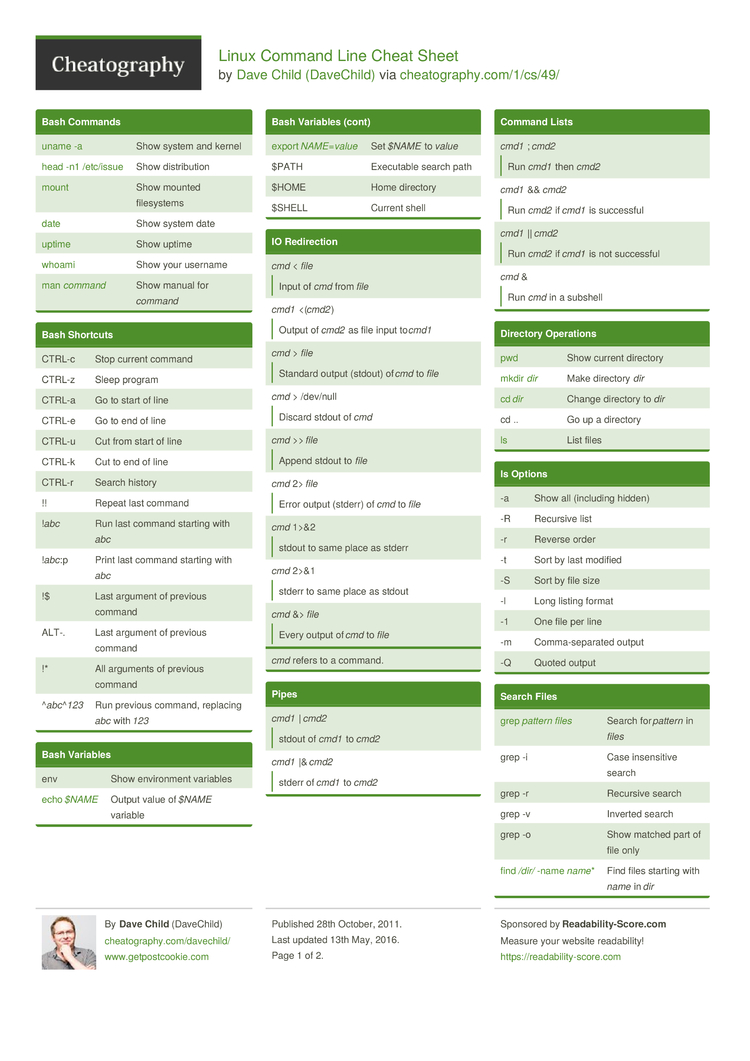 Cheatography
Linux Command Line Cheat Sheet
by Dave Child (DaveChild) via cheatography.com/1/cs/49/
Bash Commands
uname -a Show system and kernel
head -n1 /etc/issue Show distribution
mount Show mounted
filesystems
date Show system date
uptime Show uptime
whoami Show your username
man command Show manual for
command
Bash Shortcuts
CTRL-c Stop current command
CTRL-z Sleep program
CTRL-a Go to start of line
CTRL-e Go to end of line
CTRL-u Cut from start of line
CTRL-k Cut to end of line
CTRL-r Search history
!! Repeat last command
!abc Run last command starting with
abc
!abc:p Print last command starting with
abc
!$ Last argument of previous
command
ALT-. Last argument of previous
command
!* All arguments of previous
command
^abc^123 Run previous command, replacing
abc with 123
Bash Variables
env Show environment variables
echo $NAME Output value of $NAME
variable
Bash Variables (cont)
export NAME=value Set $NAME to value
$PATH Executable search path
$HOME Home directory
$SHELL Current shell
IO Redirection
cmd < file
Input of cmd from file
cmd1 <(cmd2)
Output of cmd2 as file input to cmd1
cmd > file
Standard output (stdout) of cmd to file
cmd > /dev/null
Discard stdout of cmd
cmd >> file
Append stdout to file
cmd 2> file
Error output (stderr) of cmd to file
cmd 1>&2
stdout to same place as stderr
cmd 2>&1
stderr to same place as stdout
cmd &> file
Every output of cmd to file
cmd refers to a command.
Pipes
cmd1 | cmd2
stdout of cmd1 to cmd2
cmd1 |& cmd2
stderr of cmd1 to cmd2
Command Lists
cmd1 ; cmd2
Run cmd1 then cmd2
cmd1 && cmd2
Run cmd2 if cmd1 is successful
cmd1 || cmd2
Run cmd2 if cmd1 is not successful
cmd &
Run cmd in a subshell
Directory Operations
pwd Show current directory
mkdir dir Make directory dir
cd dir Change directory to dir
cd .. Go up a directory
ls List files
ls Options
-a Show all (including hidden)
-R Recursive list
-r Reverse order
-t Sort by last modified
-S Sort by file size
-l Long listing format
-1 One file per line
-m Comma-separated output
-Q Quoted output
Search Files
grep pattern files Search for pattern in
files
grep -i Case insensitive
search
grep -r Recursive search
grep -v Inverted search
grep -o Show matched part of
file only
find /dir/ -name name* Find files starting with
name in dir
By Dave Child (DaveChild)
cheatography.com/davechild/
www.getpostcookie.com
Published 28th October, 2011.
Last updated 13th May, 2016.
Page 1 of 2.
Sponsored by Readability-Score.com
Measure your website readability!
https://readability-score.com